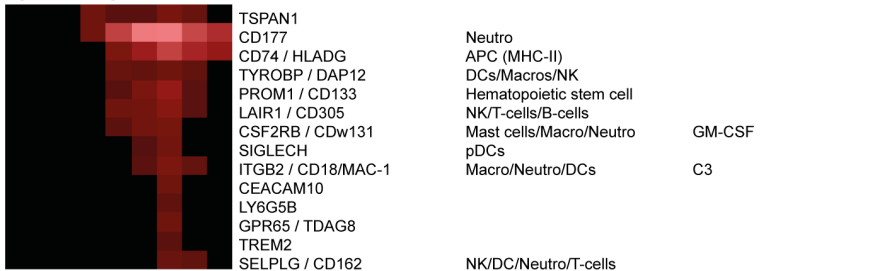 TSPAN1
CD177 Neutro
CD74 / HLADG APC (MHC-II)
TYROBP / DAP12 DCs/Macros/NK
PROM1 / CD133 Hematopoietic stem cell
LAIR1 / CD305 NK/T-cells/B-cells
CSF2RB / CDw131 Mast cells/Macro/Neutro GM-CSF
SIGLECH pDCs
ITGB2 / CD18/MAC-1 Macro/Neutro/DCs C3
CEACAM10
LY6G5B
GPR65 / TDAG8
TREM2
SELPLG / CD162 NK/DC/Neutro/T-cells